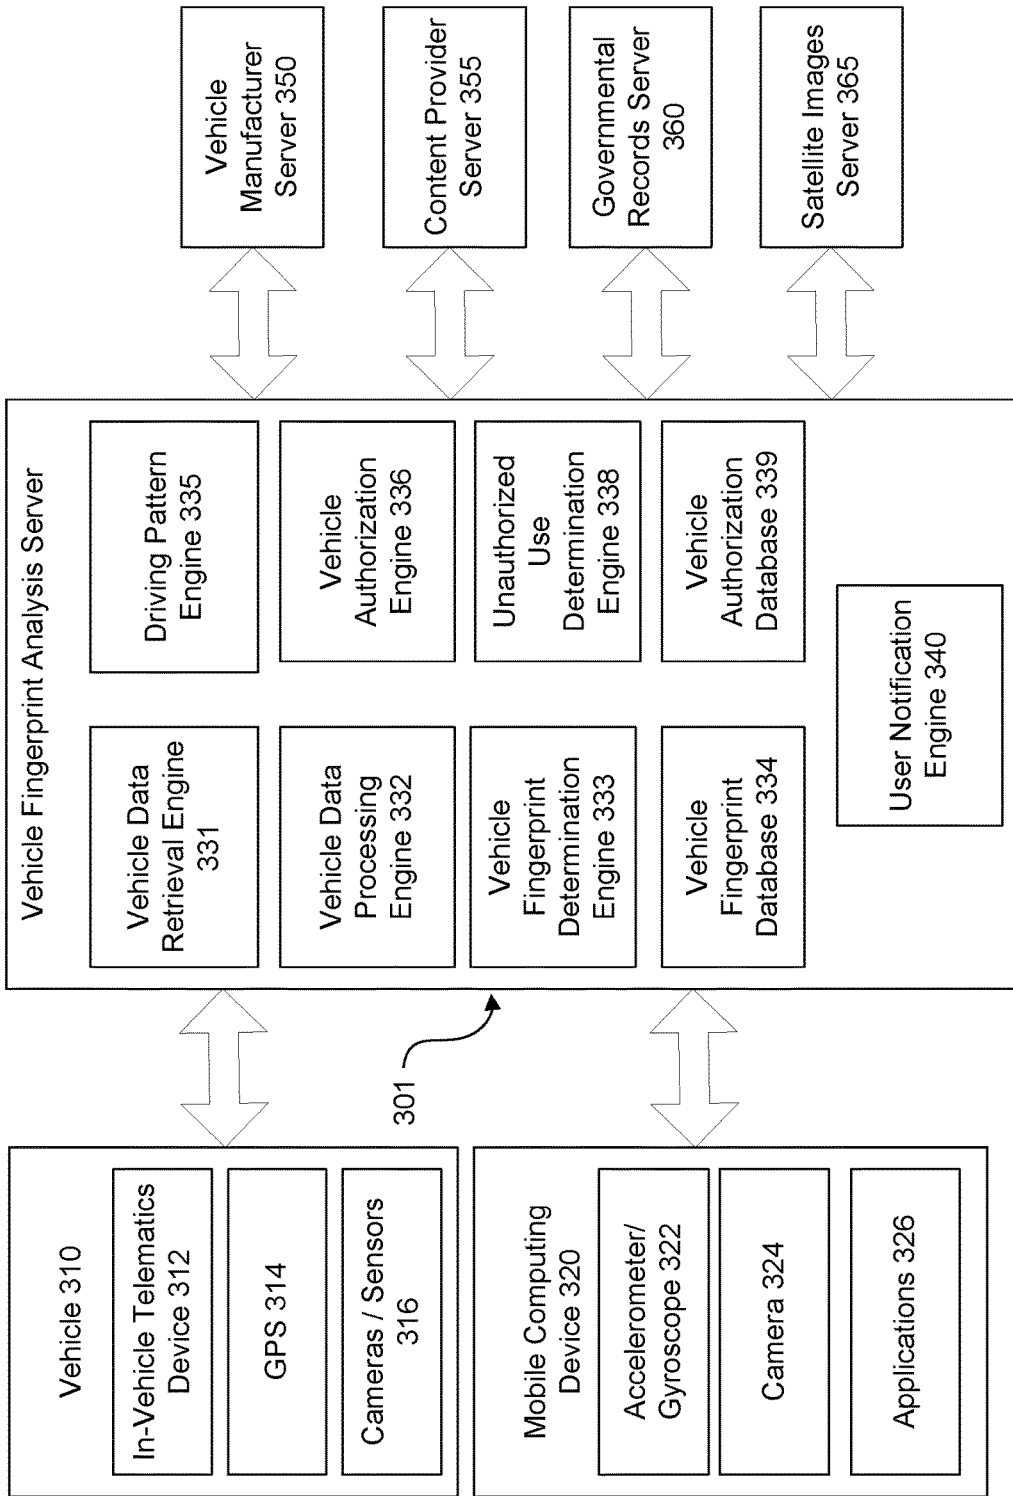 Vehicle 310
In-Vehicle Telematics
Device 312
GPS 314
Cameras / Sensors
316
Mobile Computing
Device 320
Accelerometer/
Gyroscope 322
Camera 324
Applications 326
301
Vehicle Fingerprint Analysis Server
Vehicle Data
Retrieval Engine
331
Vehicle Data
Processing
Engine 332
Vehicle
Fingerprint
Determination
Engine 333
Vehicle
Fingerprint
Database 334
Driving Pattern
Engine 335
Vehicle
Authorization
Engine 336
Unauthorized
Use
Determination
Engine 338
Vehicle
Authorization
Database 339
User Notification
Engine 340
Vehicle
Manufacturer
Server 350
Content Provider
Server 355
Governmental
Records Server
360
Satellite Images
Server 365